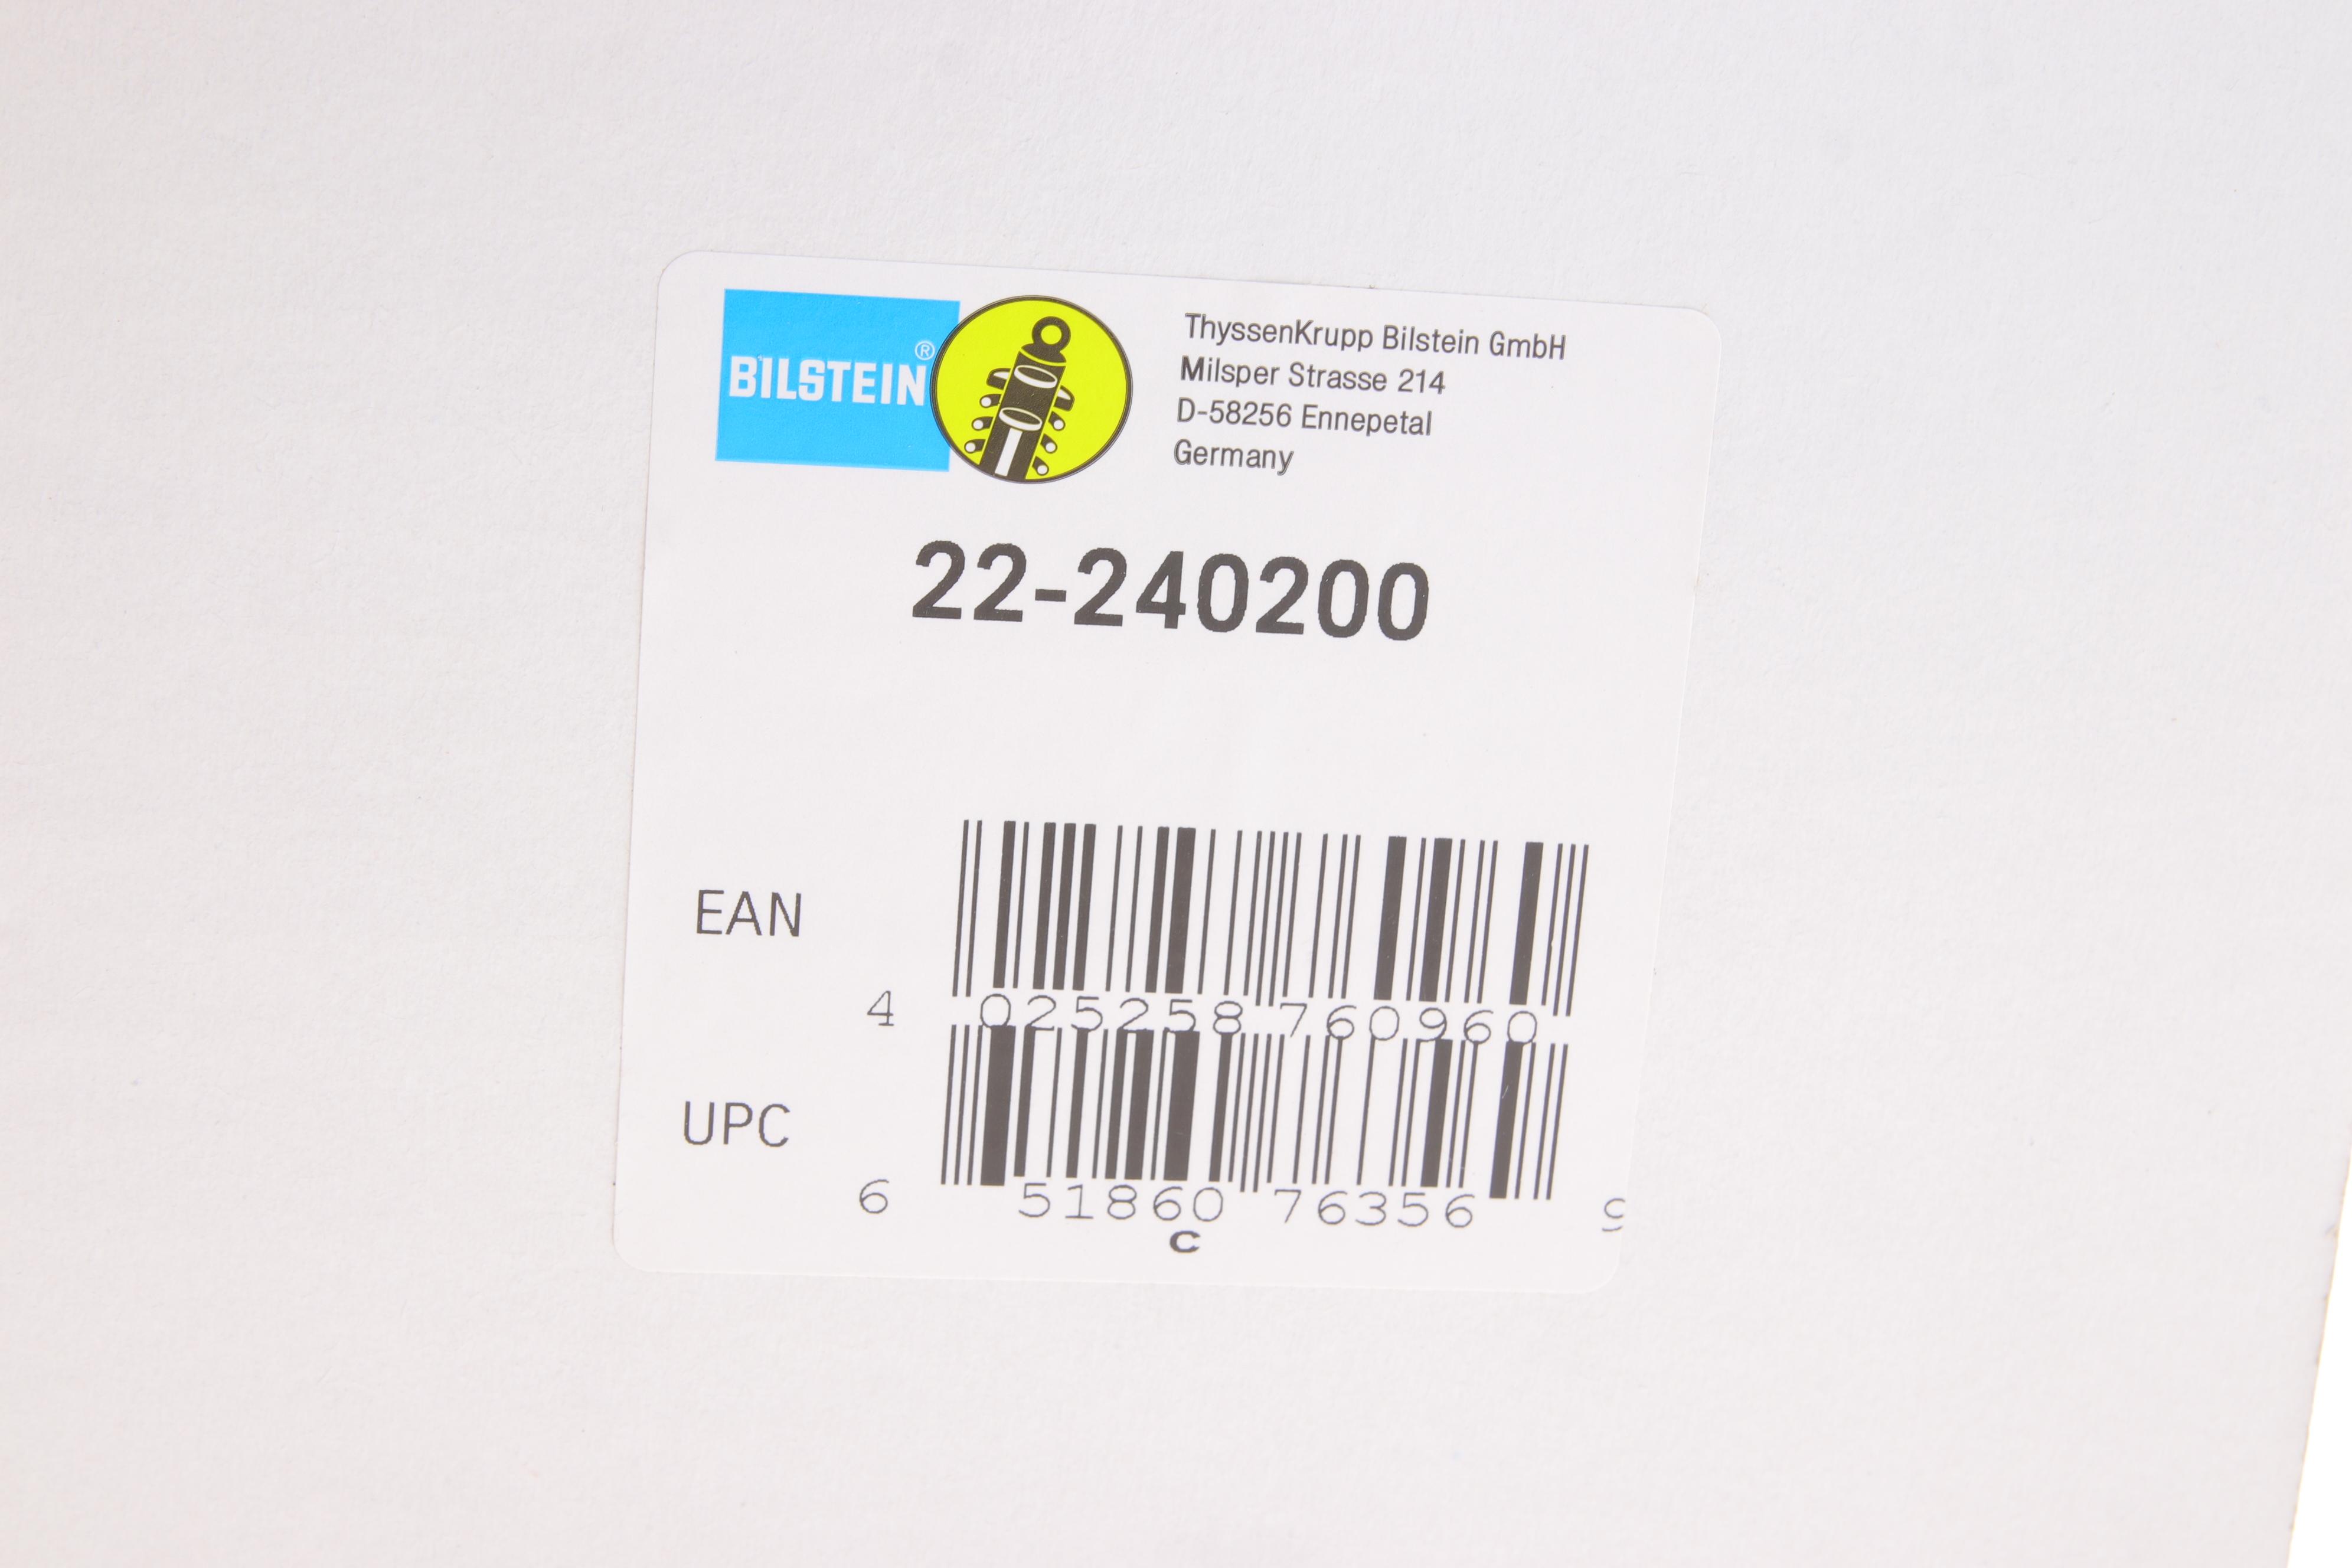 BILSTEIN®
ThyssenKrupp Bilstein GmbH
Milsper Strasse 214
D-58256 Ennepetal
Germany
22-240200
EAN
4 025258 760960
UPC
6 51860 76356 9
C